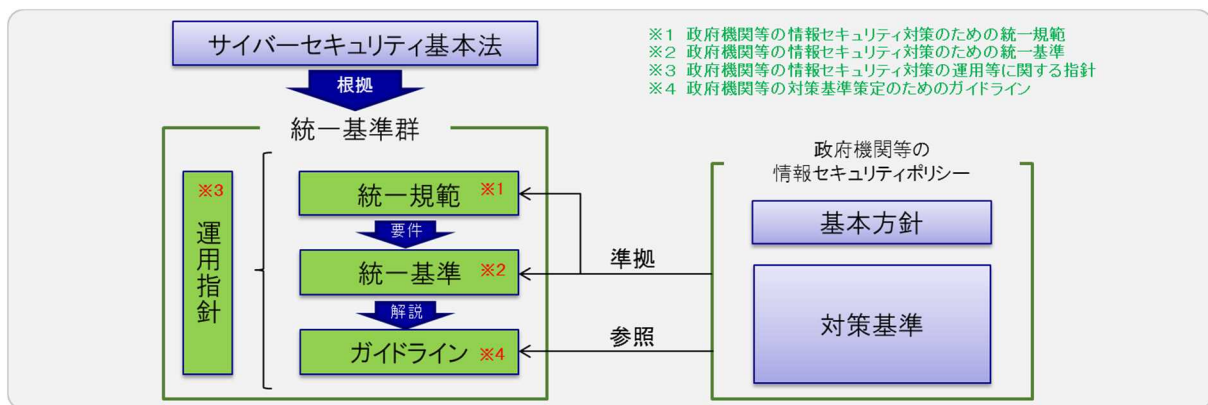 サイバーセキュリティ基本法
根拠
※1 政府機関等の情報セキュリティ対策のための統一規範
※2 政府機関等の情報セキュリティ対策のための統一基準
※3 政府機関等の情報セキュリティ対策の運用等に関する指針
※4 政府機関等の対策基準策定のためのガイドライン
統一基準群
※3
運用指針
統一規範 ※1
要件
統一基準 ※2
解説
ガイドライン ※4
準拠
参照
政府機関等の
情報セキュリティポリシー
基本方針
対策基準